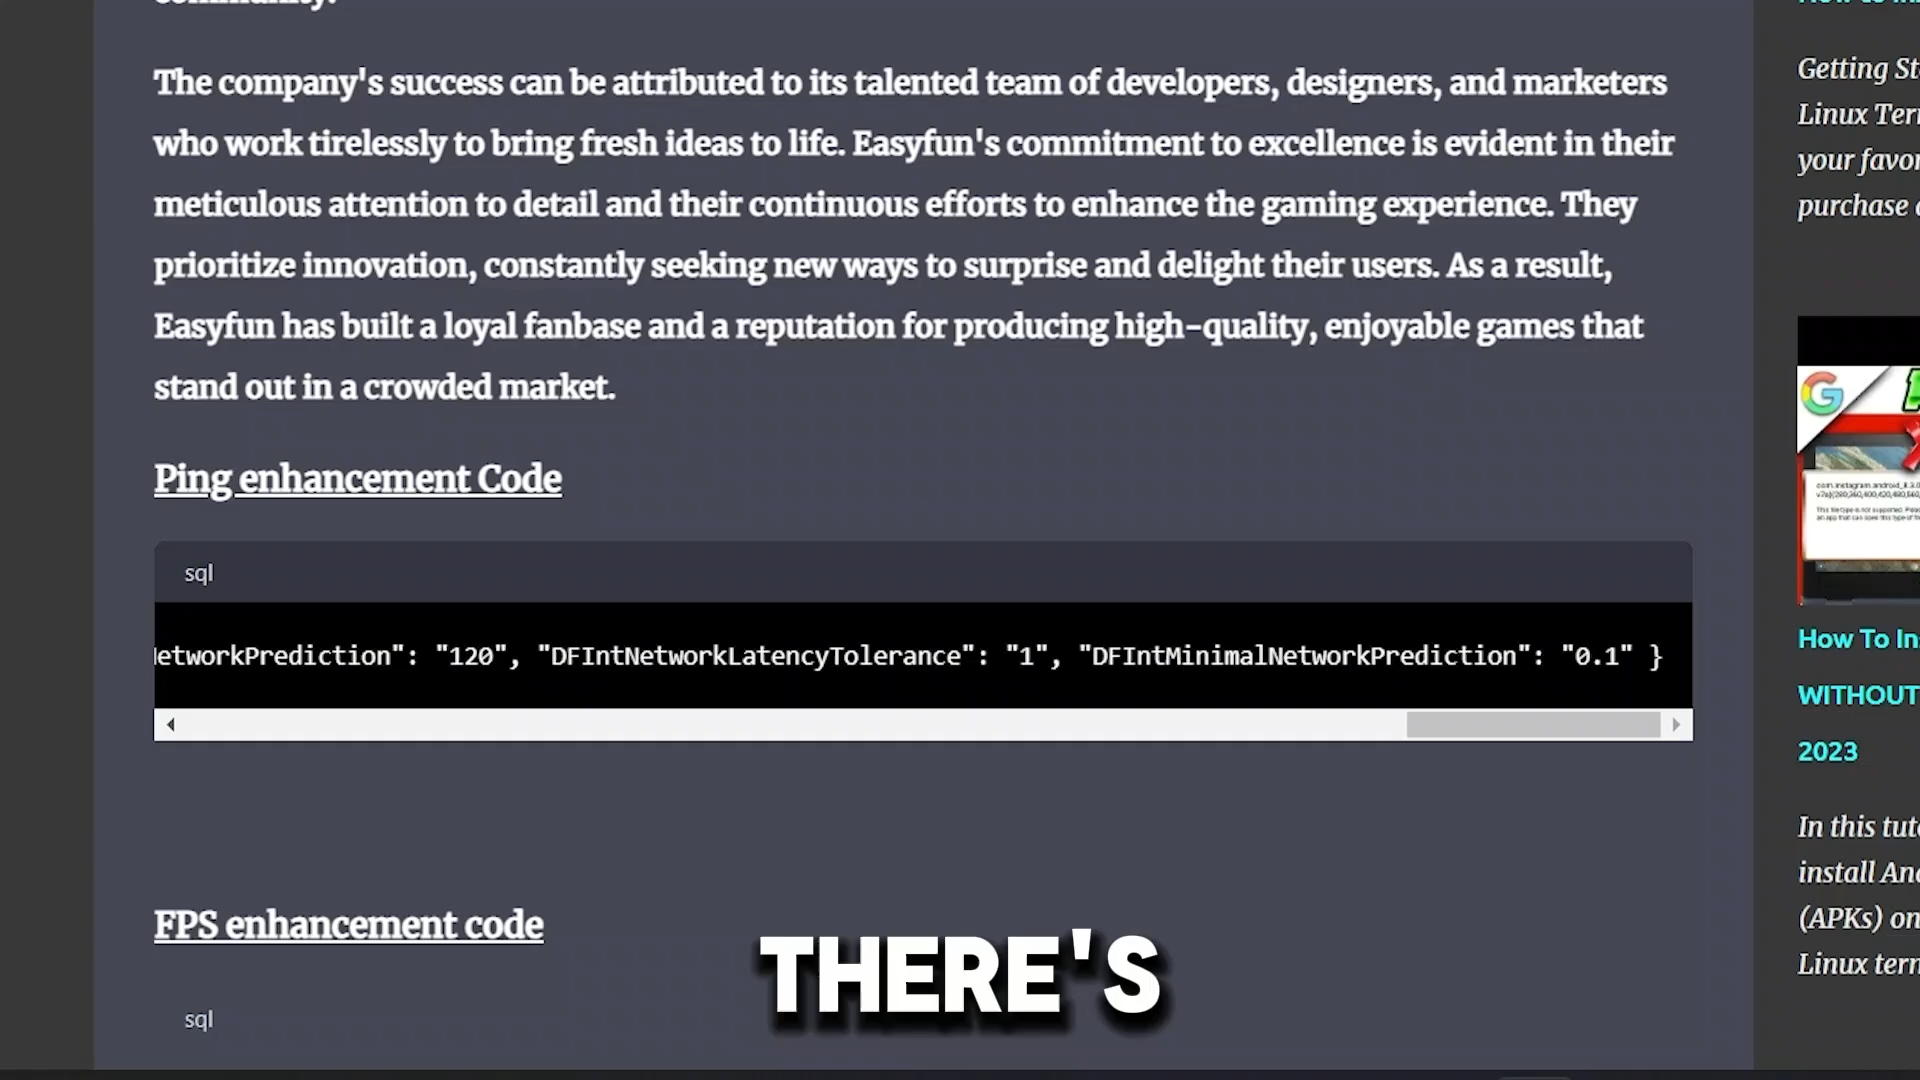 community.
The company's success can be attributed to its talented team of developers, designers, and marketers
who work tirelessly to bring fresh ideas to life. Easyfun's commitment to excellence is evident in their
meticulous attention to detail and their continuous efforts to enhance the gaming experience. They
prioritize innovation, constantly seeking new ways to surprise and delight their users. As a result,
Easyfun has built a loyal fanbase and a reputation for producing high-quality, enjoyable games that
stand out in a crowded market.
Ping enhancement Code
sql
etworkPrediction": "120", "DFIntNetworkLatencyTolerance": "1", "DFIntMinimalNetworkPrediction": "0.1" }
FPS enhancement code
sql
THERE'S
Getting St
Linux Ter
your favor
purchase
How To In
WITHOUT
2023
In this tut
install An
(APKs) on
Linux tern